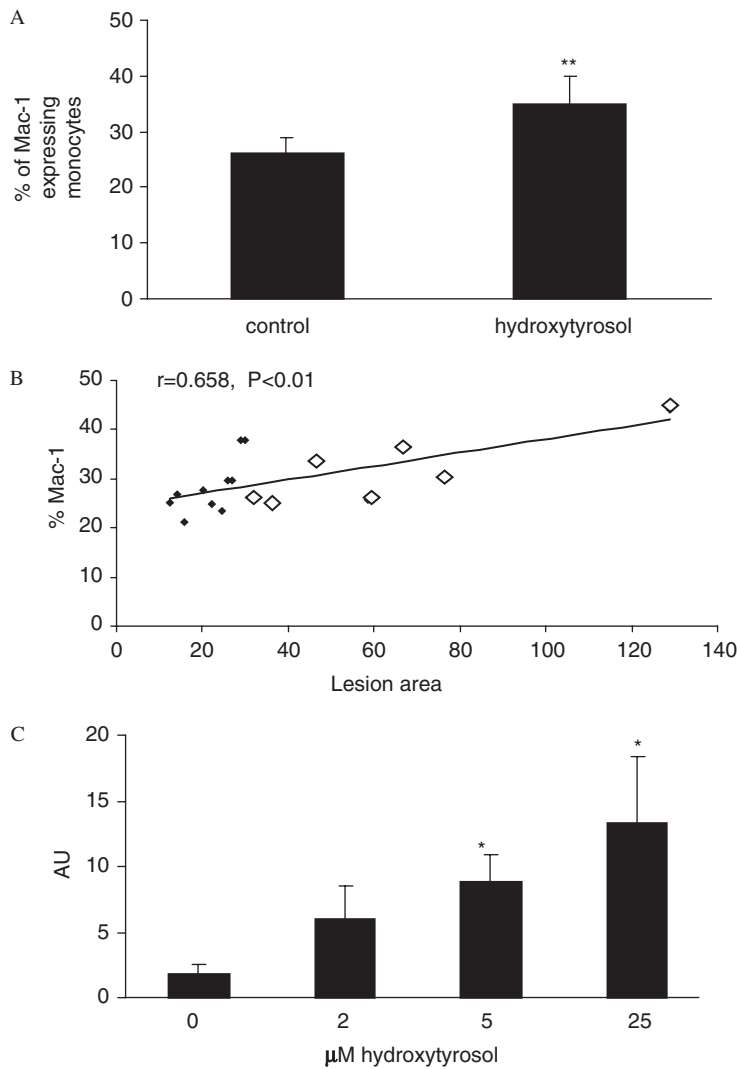 A
% of Mac-1
expressing
monocytes
50
40
30
20
10
0
**
control
hydroxytyrosol
B
r=0.658, P<0.01
% Mac-1
50
40
30
20
10
0
0 20 40 60 80 100 120 140
Lesion area
C
AU
20
15
10
5
0
*
*
0 2 5 25
μM hydroxytyrosol